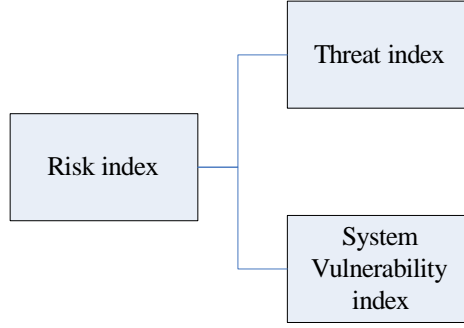 Threat index
Risk index
System
Vulnerability
index